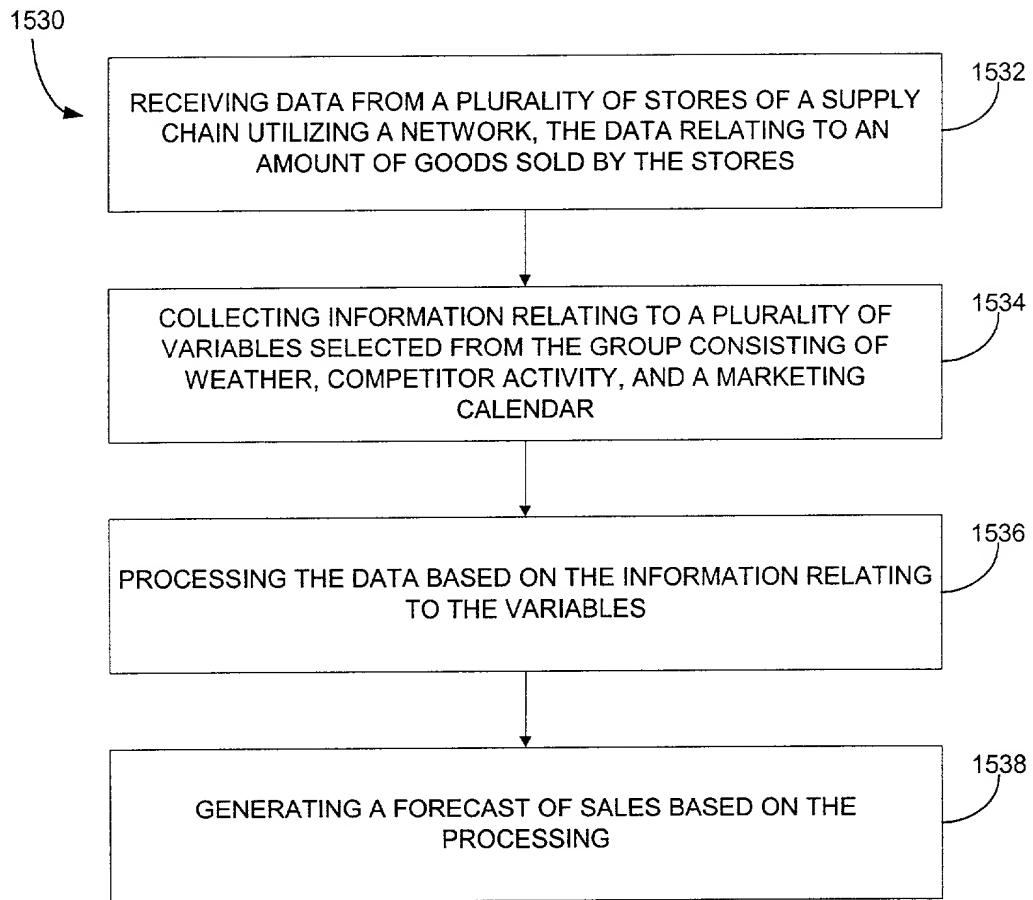 1530
1532
RECEIVING DATA FROM A PLURALITY OF STORES OF A SUPPLY
CHAIN UTILIZING A NETWORK, THE DATA RELATING TO AN
AMOUNT OF GOODS SOLD BY THE STORES
1534
COLLECTING INFORMATION RELATING TO A PLURALITY OF
VARIABLES SELECTED FROM THE GROUP CONSISTING OF
WEATHER, COMPETITOR ACTIVITY, AND A MARKETING
CALENDAR
1536
PROCESSING THE DATA BASED ON THE INFORMATION RELATING
TO THE VARIABLES
1538
GENERATING A FORECAST OF SALES BASED ON THE
PROCESSING